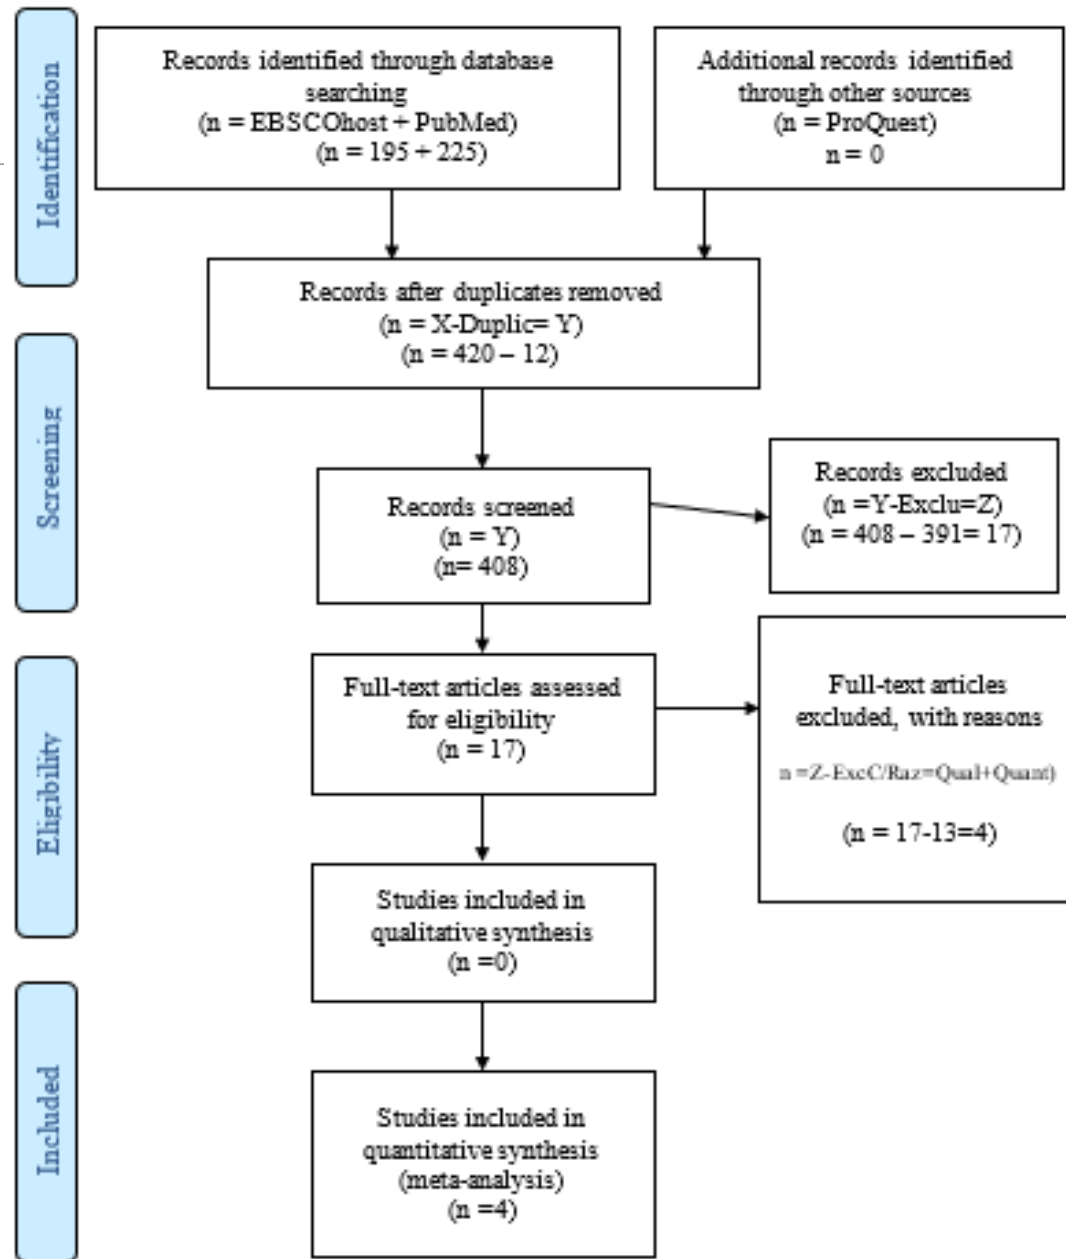 Identification
Records identified through database
searching
(n = EBSCOhost + PubMed)
(n = 195 + 225)
Additional records identified
through other sources
(n = ProQuest)
n = 0
Records after duplicates removed
(n = X-Duplic= Y)
(n = 420 – 12)
Screening
Records screened
(n = Y)
(n= 408)
Records excluded
(n =Y-Exclu=Z)
(n = 408 – 391= 17)
Eligibility
Full-text articles assessed
for eligibility
(n = 17)
Full-text articles
excluded, with reasons
n =Z-ExcC/Raz=Qual+Quant)
(n = 17-13=4)
Studies included in
qualitative synthesis
(n =0)
Included
Studies included in
quantitative synthesis
(meta-analysis)
(n =4)